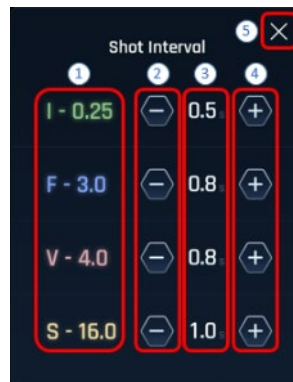 5 ×
Shot Interval
1 2 3 4
I - 0.25 − 0.5 s +
F - 3.0 − 0.8 s +
V - 4.0 − 0.8 s +
S - 16.0 − 1.0 s +